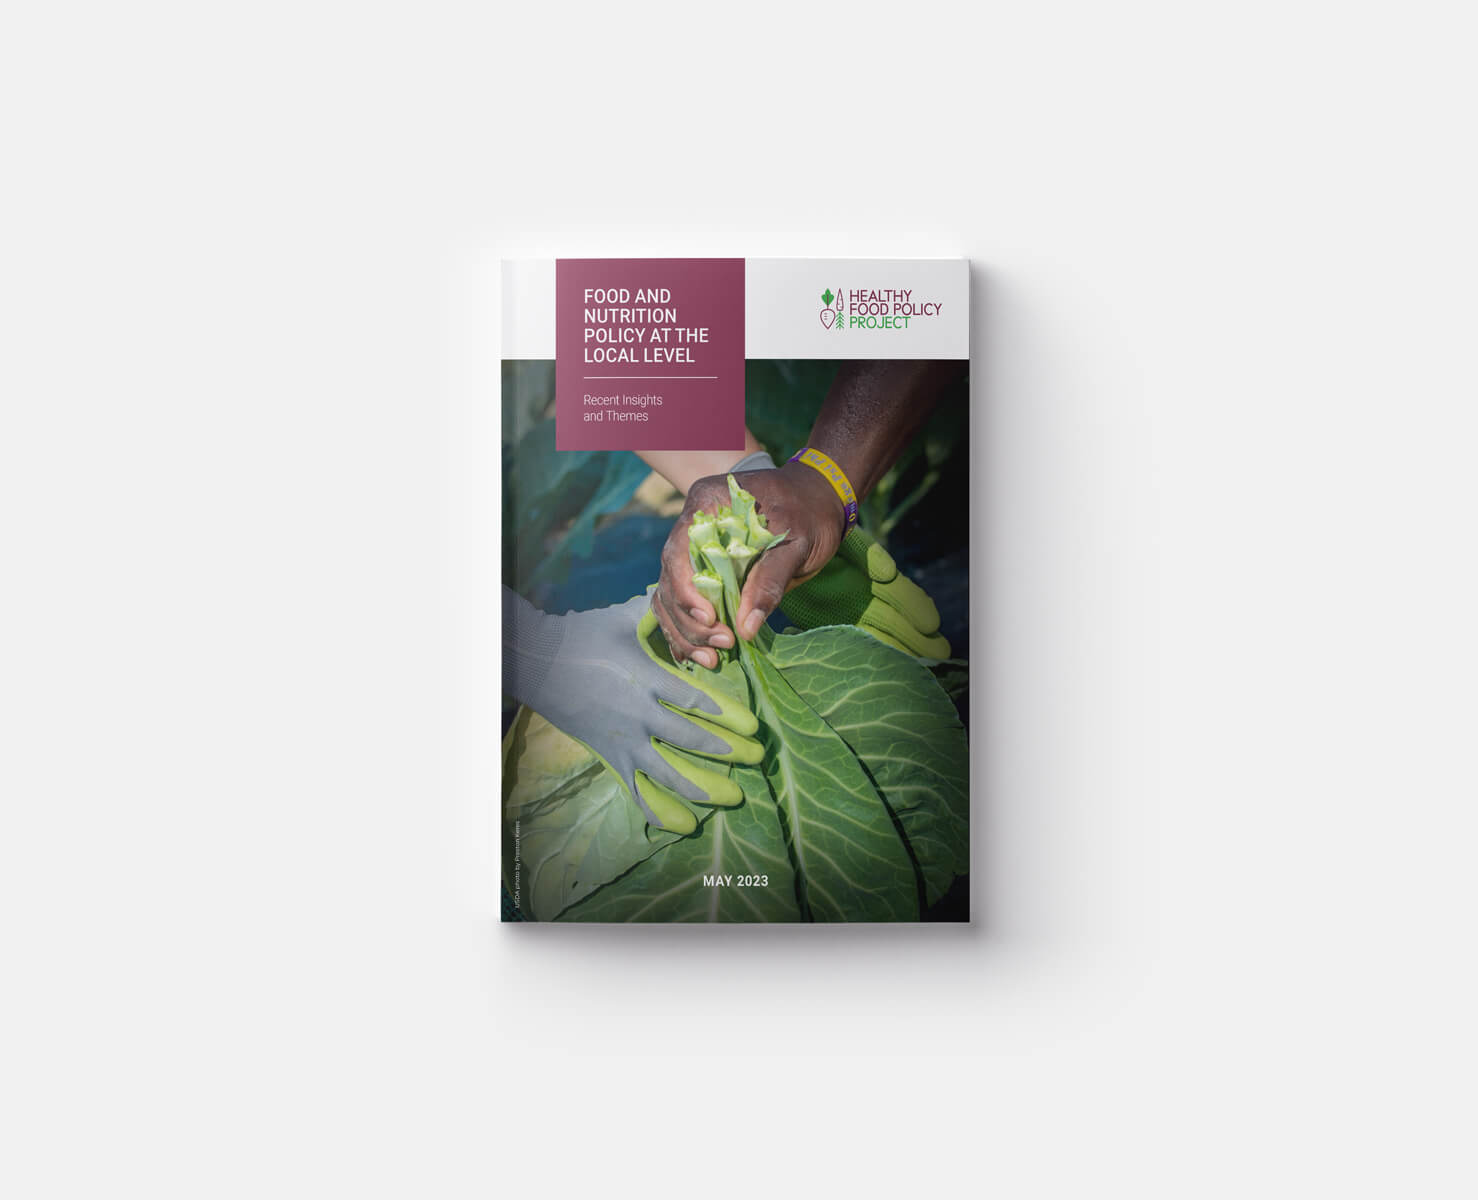 FOOD AND
NUTRITION
POLICY AT THE
LOCAL LEVEL
Recent Insights
and Themes
HEALTHY
FOOD POLICY
PROJECT
MAY 2023
USDA photo by Preston Keres